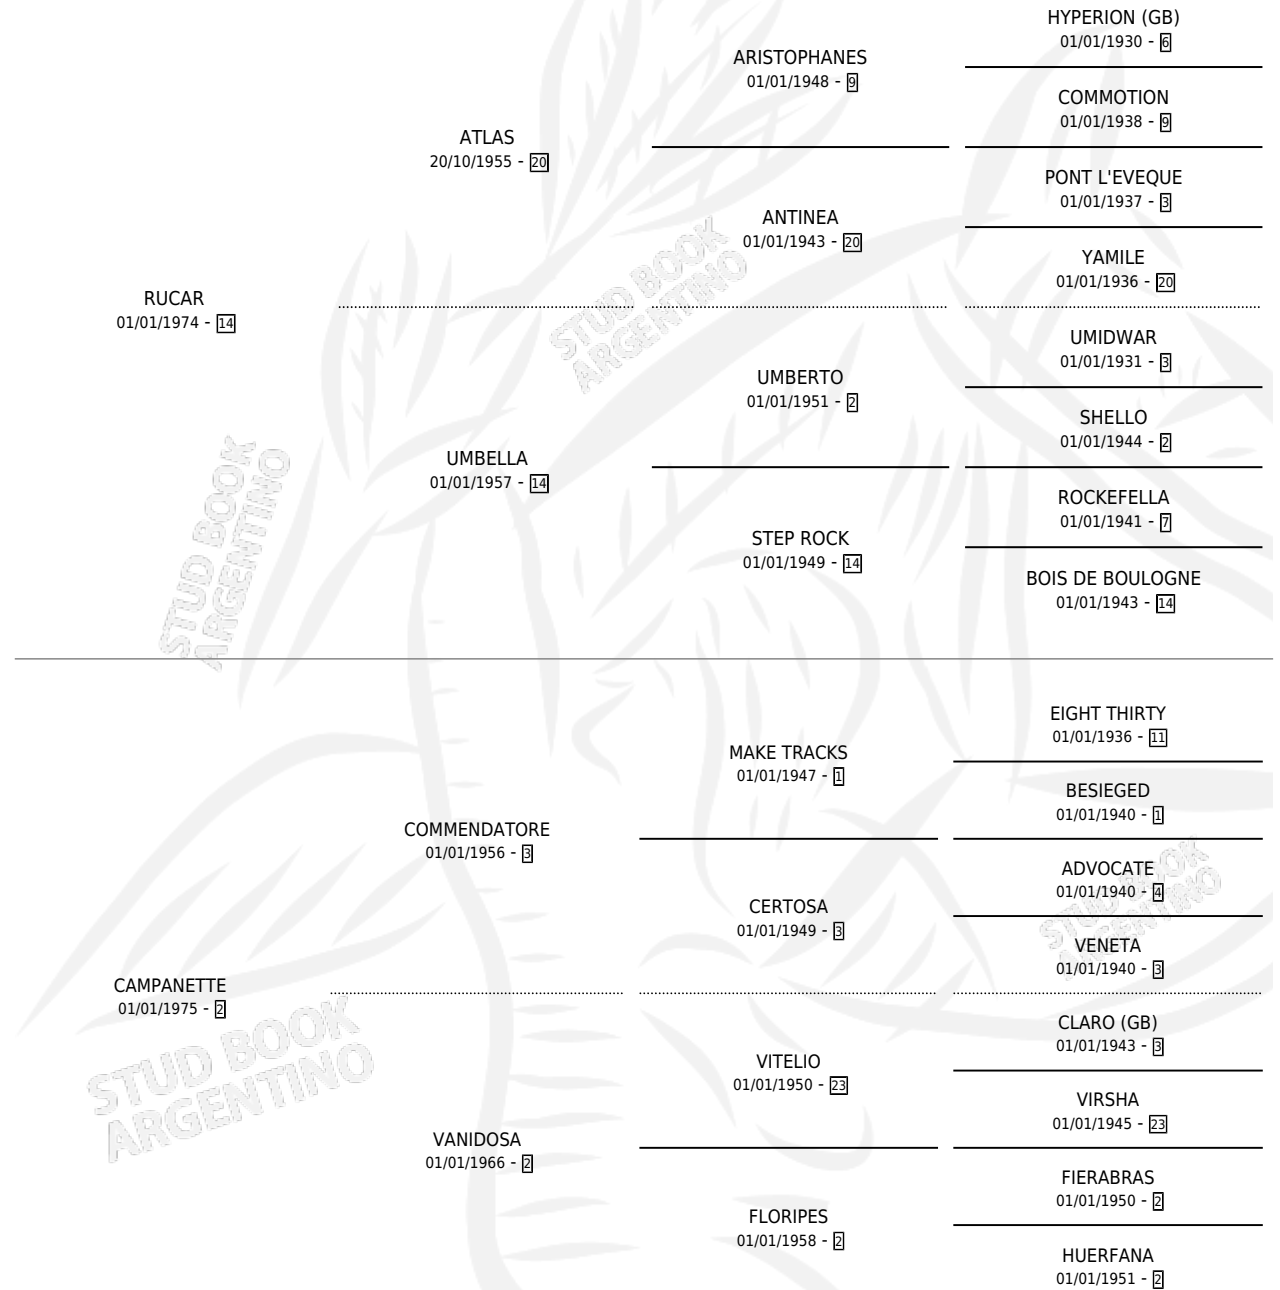 HYPERION (GB)
01/01/1930 - 6
ARISTOPHANES
01/01/1948 - 9
COMMOTION
01/01/1938 - 9
ATLAS
20/10/1955 - 20
PONT L'EVEQUE
01/01/1937 - 3
ANTINEA
01/01/1943 - 20
YAMILE
01/01/1936 - 20
STUD BOOK
ARGENTINO
RUCAR
01/01/1974 - 14
UMIDWAR
01/01/1931 - 3
UMBERTO
01/01/1951 - 2
SHELLO
01/01/1944 - 2
UMBELLA
01/01/1957 - 14
ROCKEFELLA
01/01/1941 - 7
STEP ROCK
01/01/1949 - 14
BOIS DE BOULOGNE
01/01/1943 - 14
STUD BOOK
ARGENTINO
EIGHT THIRTY
01/01/1936 - 11
MAKE TRACKS
01/01/1947 - 1
BESIEGED
01/01/1940 - 1
COMMENDATORE
01/01/1956 - 3
ADVOCATE
01/01/1940 - 4
CERTOSA
01/01/1949 - 3
VENETA
01/01/1940 - 3
STUD BOOK
ARGENTINO
CAMPANETTE
01/01/1975 - 2
CLARO (GB)
01/01/1943 - 3
VITELIO
01/01/1950 - 23
VIRSHA
01/01/1945 - 23
STUD BOOK
ARGENTINO
VANIDOSA
01/01/1966 - 2
FIERABRAS
01/01/1950 - 2
FLORIPES
01/01/1958 - 2
HUERFANA
01/01/1951 - 2